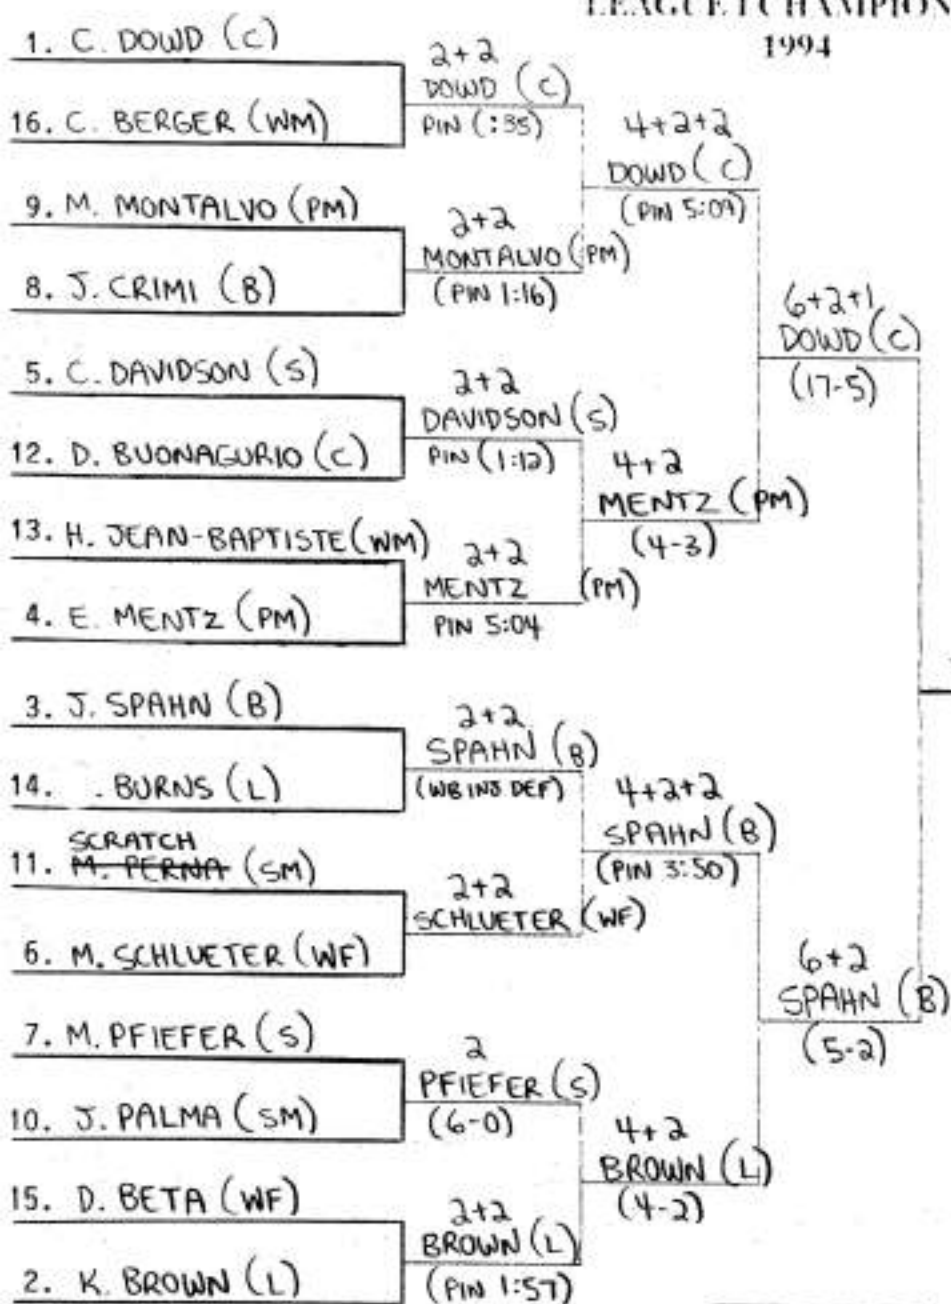 LEAGUE I CHAMPION
1994
1. C. DOWD (C)
16. C. BERGER (WM)
9. M. MONTALVO (PM)
8. J. CRIMI (B)
5. C. DAVIDSON (S)
12. D. BUONAGURIO (C)
13. H. JEAN-BAPTISTE (WM)
4. E. MENTZ (PM)
3. J. SPAHN (B)
14. . BURNS (L)
SCRATCH
11. M. PERNA (SM)
6. M. SCHLUETER (WF)
7. M. PFIEFER (S)
10. J. PALMA (SM)
15. D. BETA (WF)
2. K. BROWN (L)
2+2
DOWD (C)
PIN (:35)
2+2
MONTALVO (PM)
(PIN 1:16)
2+2
DAVIDSON (S)
PIN (1:12)
2+2
MENTZ (PM)
PIN 5:04
2+2
SPAHN (B)
(WB INJ DEF)
2+2
SCHLUETER (WF)
2
PFIEFER (S)
(6-0)
2+2
BROWN (L)
(PIN 1:57)
4+2+2
DOWD (C)
(PIN 5:09)
4+2
MENTZ (PM)
(4-3)
4+2+2
SPAHN (B)
(PIN 3:50)
4+2
BROWN (L)
(4-2)
6+2+1
DOWD (C)
(17-5)
6+2
SPAHN (B)
(5-2)